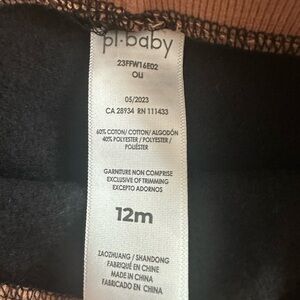 pl·baby
23FFW16E02
OLI
05/2023
CA 28934 RN 111433
60% COTTON/ COTTON/ ALGODÓN
40% POLYESTER / POLYESTER /
POLIÉSTER
GARNITURE NON COMPRISE
EXCLUSIVE OF TRIMMING
EXCEPTO ADORNOS
12m
ZAOZHUANG / SHANDONG
FABRIQUÉ EN CHINE
MADE IN CHINA
FABRICADO EN CHINA